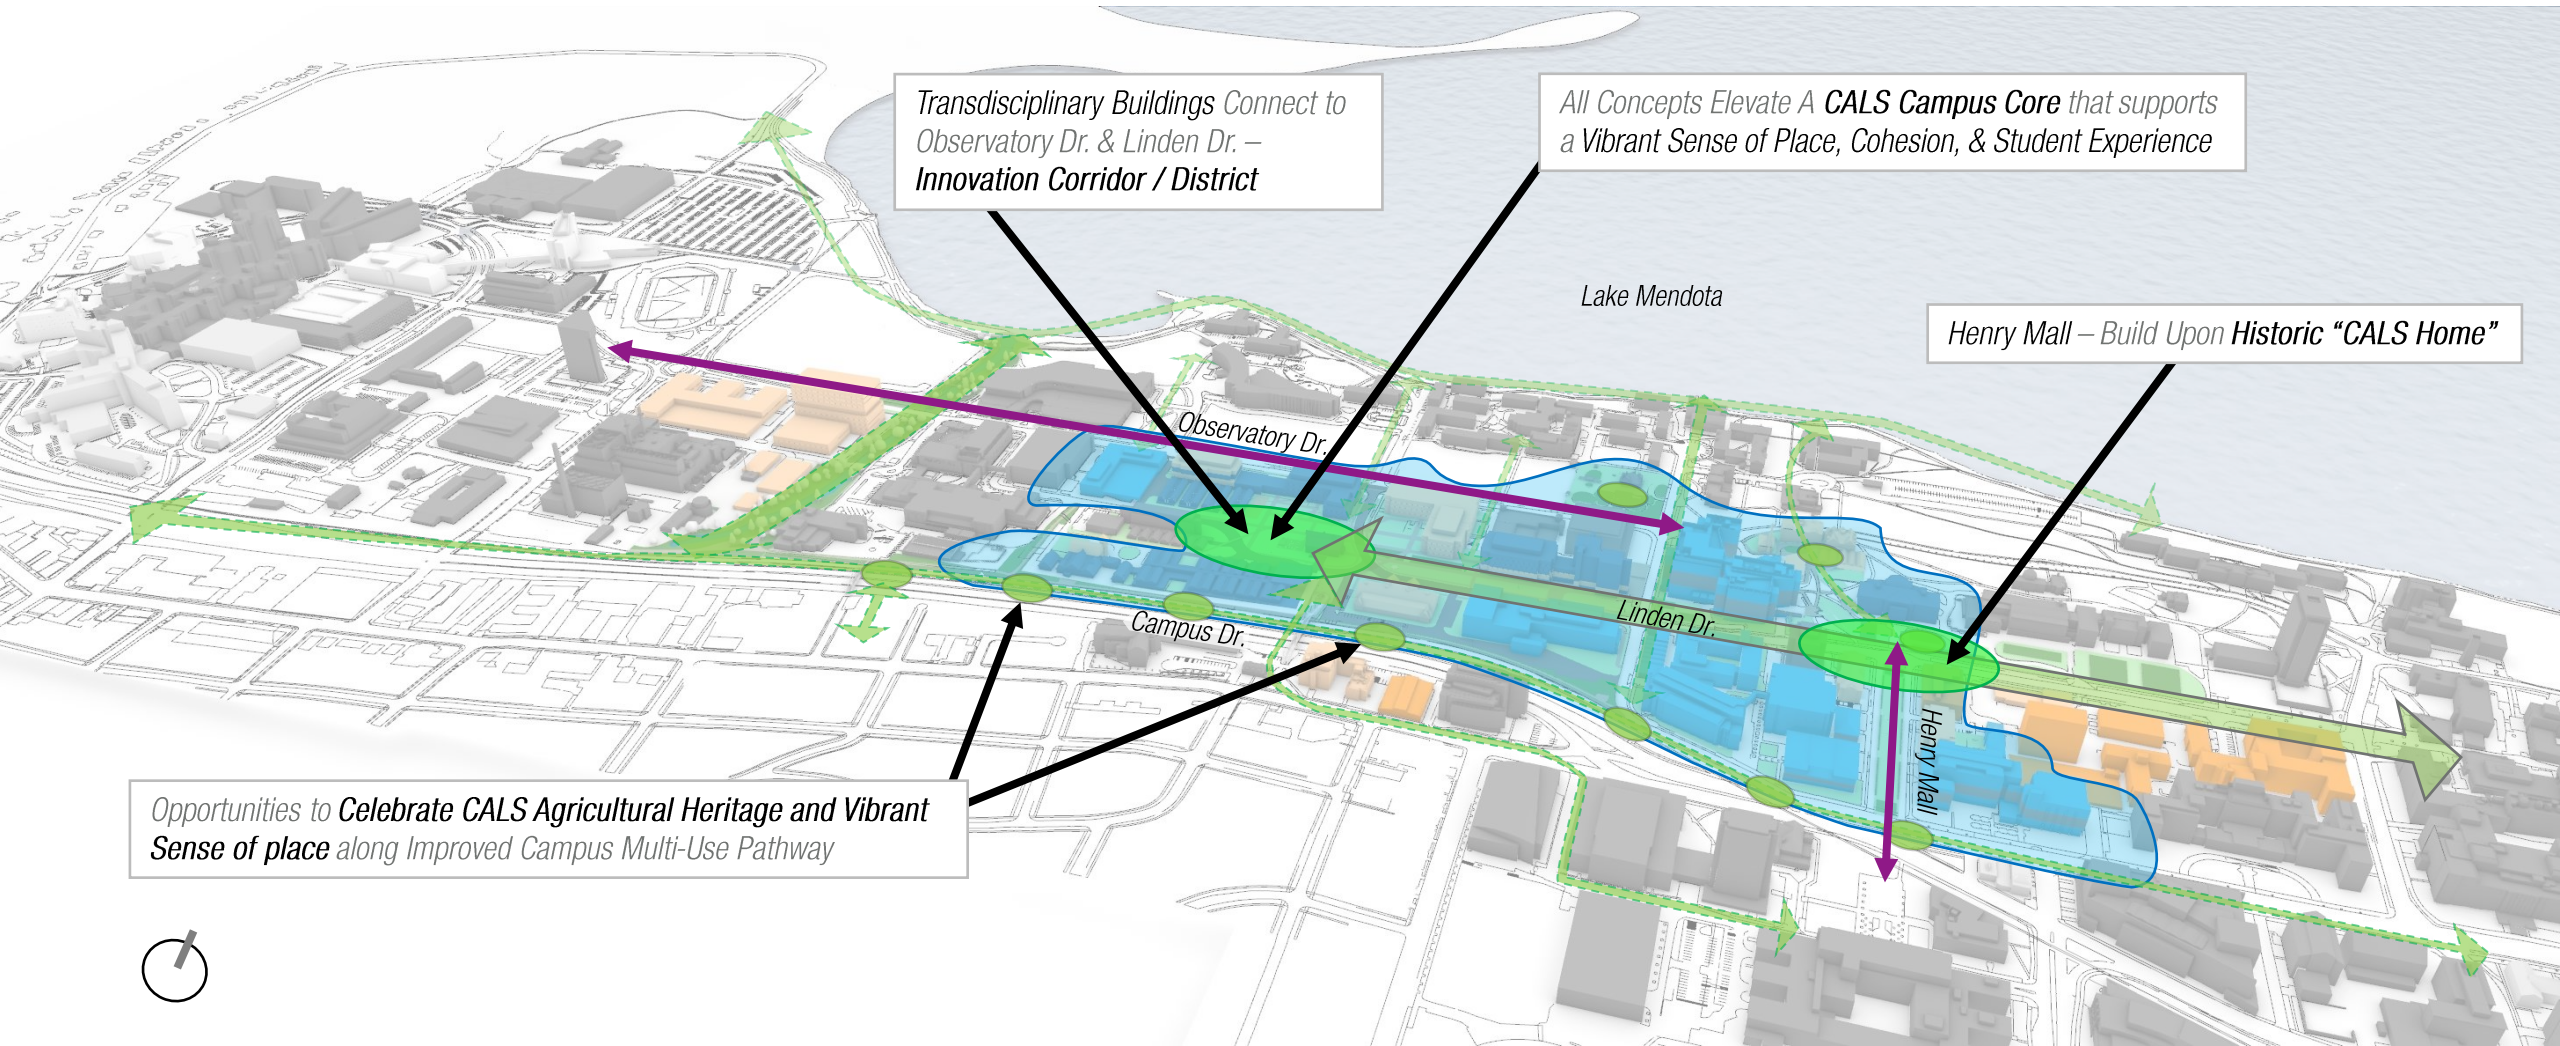 Transdisciplinary Buildings Connect to
Observatory Dr. & Linden Dr. –
Innovation Corridor / District
All Concepts Elevate A CALS Campus Core that supports
a Vibrant Sense of Place, Cohesion, & Student Experience
Lake Mendota
Henry Mall – Build Upon Historic “CALS Home”
Observatory Dr.
Linden Dr.
Campus Dr.
Henry Mall
Opportunities to Celebrate CALS Agricultural Heritage and Vibrant
Sense of place along Improved Campus Multi-Use Pathway